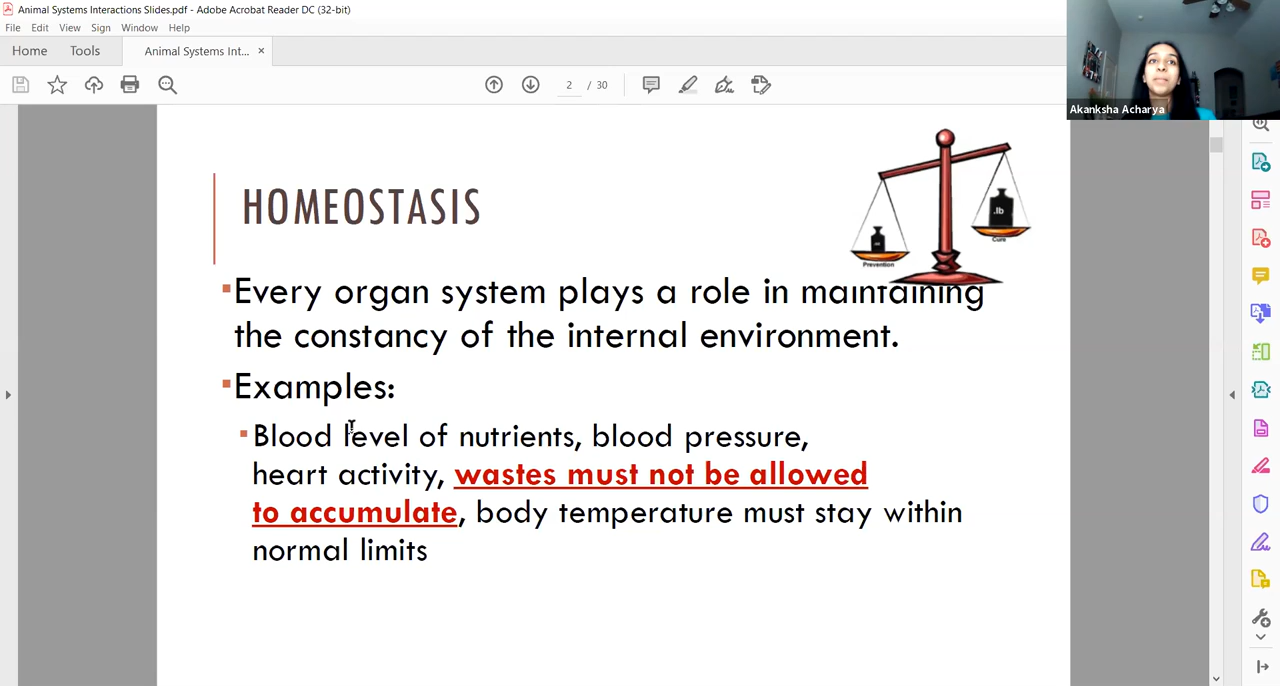 Animal Systems Interactions Slides.pdf - Adobe Acrobat Reader DC (32-bit)
File Edit View Sign Window Help
Home Tools Animal Systems Int... ×
2 / 30
Akanksha Acharya
HOMEOSTASIS
.lb
Prevention
Cure
Every organ system plays a role in maintaining
the constancy of the internal environment.
Examples:
Blood level of nutrients, blood pressure,
heart activity, wastes must not be allowed
to accumulate, body temperature must stay within
normal limits